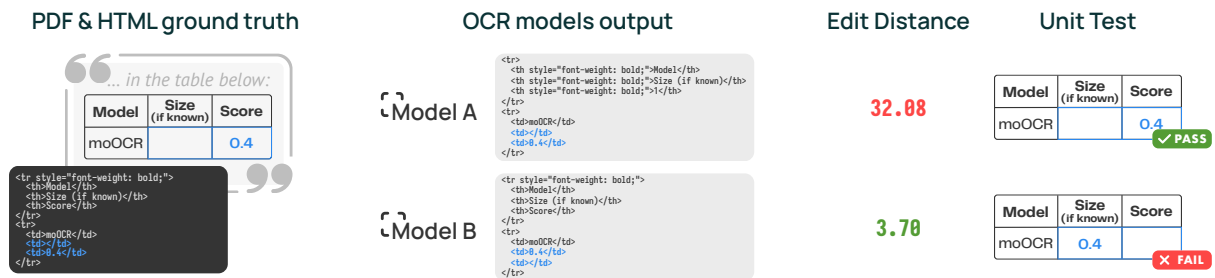 PDF & HTML ground truth
OCR models output
Edit Distance
Unit Test
... in the table below:
Model Size (if known) Score
moOCR 0.4
<tr style="font-weight: bold;">
<th>Model</th>
<th>Size (if known)</th>
<th>Score</th>
</tr>
<tr>
<td>moOCR</td>
<td></td>
<td>0.4</td>
</tr>
Model A
<tr>
<th style="font-weight: bold;">Model</th>
<th style="font-weight: bold;">Size (if known)</th>
<th style="font-weight: bold;">1</th>
</tr>
<tr>
<td>moOCR</td>
<td></td>
<td>0.4</td>
</tr>
32.08
Model Size (if known) Score
moOCR 0.4
PASS
Model B
<tr style="font-weight: bold;">
<th>Model</th>
<th>Size (if known)</th>
<th>Score</th>
</tr>
<tr>
<td>moOCR</td>
<td>0.4</td>
<td></td>
</tr>
3.70
Model Size (if known) Score
moOCR 0.4
FAIL